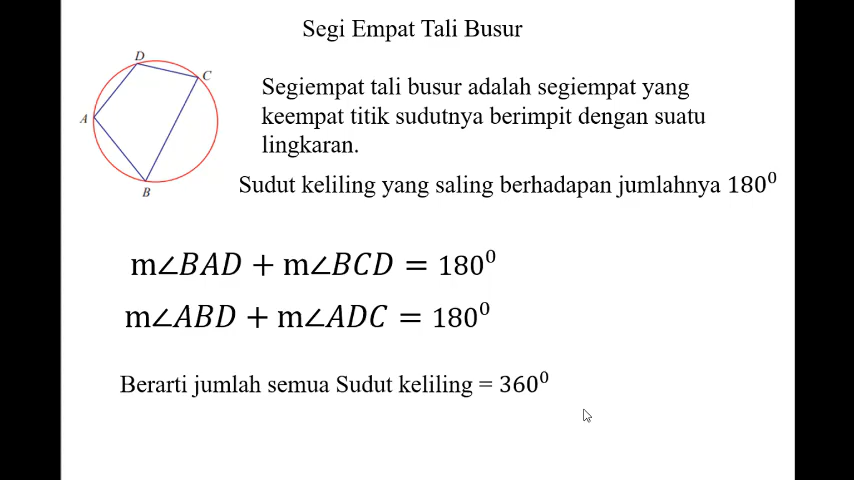 Segi Empat Tali Busur
D
C
A
B
Segiempat tali busur adalah segiempat yang
keempat titik sudutnya berimpit dengan suatu
lingkaran.
Sudut keliling yang saling berhadapan jumlahnya 180⁰
m∠BAD + m∠BCD = 180⁰
m∠ABD + m∠ADC = 180⁰
Berarti jumlah semua Sudut keliling = 360⁰